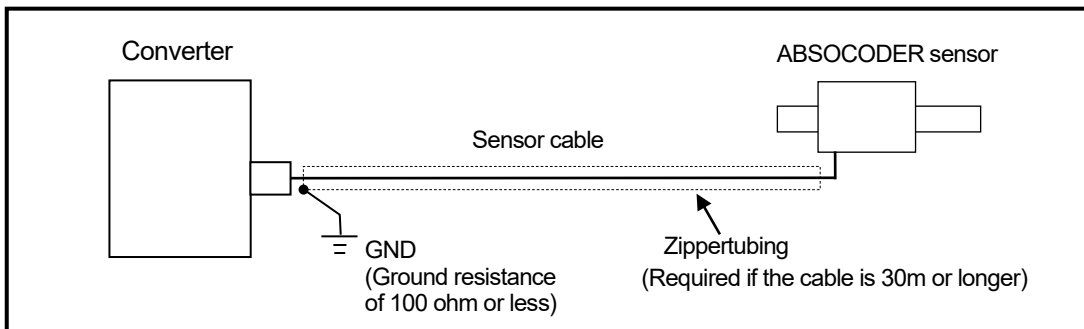 Converter
ABSOCODER sensor
Sensor cable
GND
(Ground resistance
of 100 ohm or less)
Zippertubing
(Required if the cable is 30m or longer)